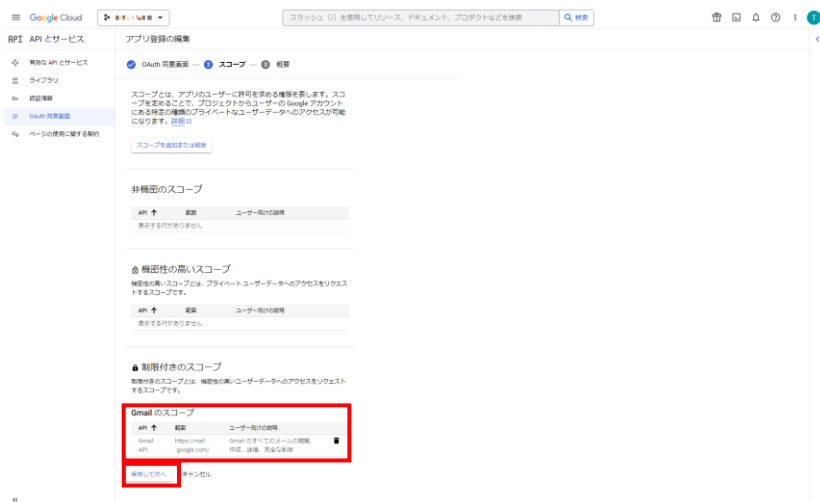 Google Cloud
スラッシュ（/）を使用してリソース、ドキュメント、プロダクトなどを検索
検索
T
RPI APIとサービス
アプリ登録の編集
有効な API とサービス
ライブラリ
認証情報
OAuth 同意画面
ページの使用に関する契約
OAuth 同意画面 — 2 スコープ — 3 概要
スコープとは、アプリのユーザーに許可を求める権限を表します。スコ
ープを定めることで、プロジェクトからユーザーの Google アカウント
にある特定の種類のプライベートなユーザーデータへのアクセスが可能
になります。詳細
スコープを追加または削除
非機密のスコープ
API ↑ 範囲 ユーザー向けの説明
表示する行がありません
機密性の高いスコープ
機密性の高いスコープとは、プライベート ユーザーデータへのアクセスをリクエス
トするスコープです。
API ↑ 範囲 ユーザー向けの説明
表示する行がありません
制限付きのスコープ
制限付きのスコープとは、機密性の高いユーザーデータへのアクセスをリクエスト
するスコープです。
Gmail のスコープ
API ↑ 範囲 ユーザー向けの説明
Gmail https://mail Gmail のすべてのメールの閲覧、
API .google.com/ 作成、送信、完全な削除
保存して次へ キャンセル